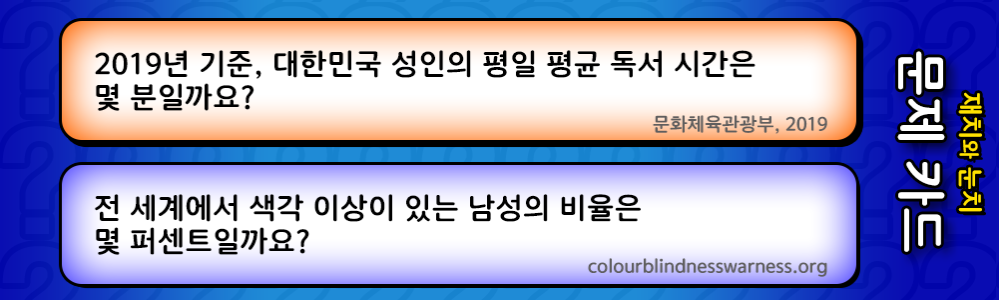 2019년 기준, 대한민국 성인의 평일 평균 독서 시간은
몇 분일까요?
문화체육관광부, 2019
전 세계에서 색각 이상이 있는 남성의 비율은
몇 퍼센트일까요?
colourblindnesswarness.org
재치와 눈치
문제 카드